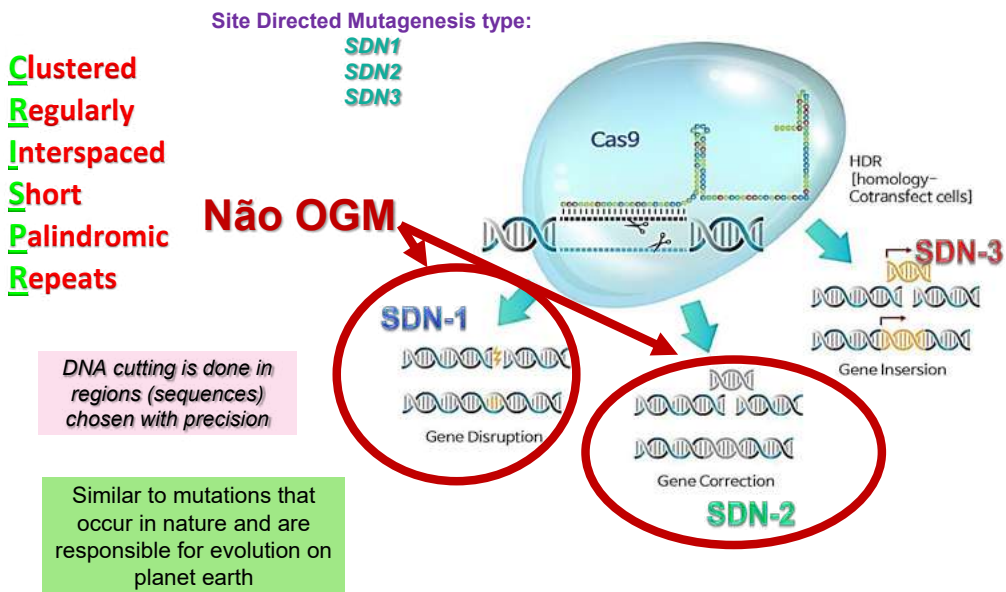 Site Directed Mutagenesis type:
SDN1
SDN2
SDN3
Clustered
Regularly
Interspaced
Short
Palindromic
Repeats
Não OGM
Cas9
HDR
[homology-
Cotransfect cells]
SDN-3
Gene Insersion
SDN-1
Gene Disruption
Gene Correction
SDN-2
DNA cutting is done in
regions (sequences)
chosen with precision
Similar to mutations that
occur in nature and are
responsible for evolution on
planet earth